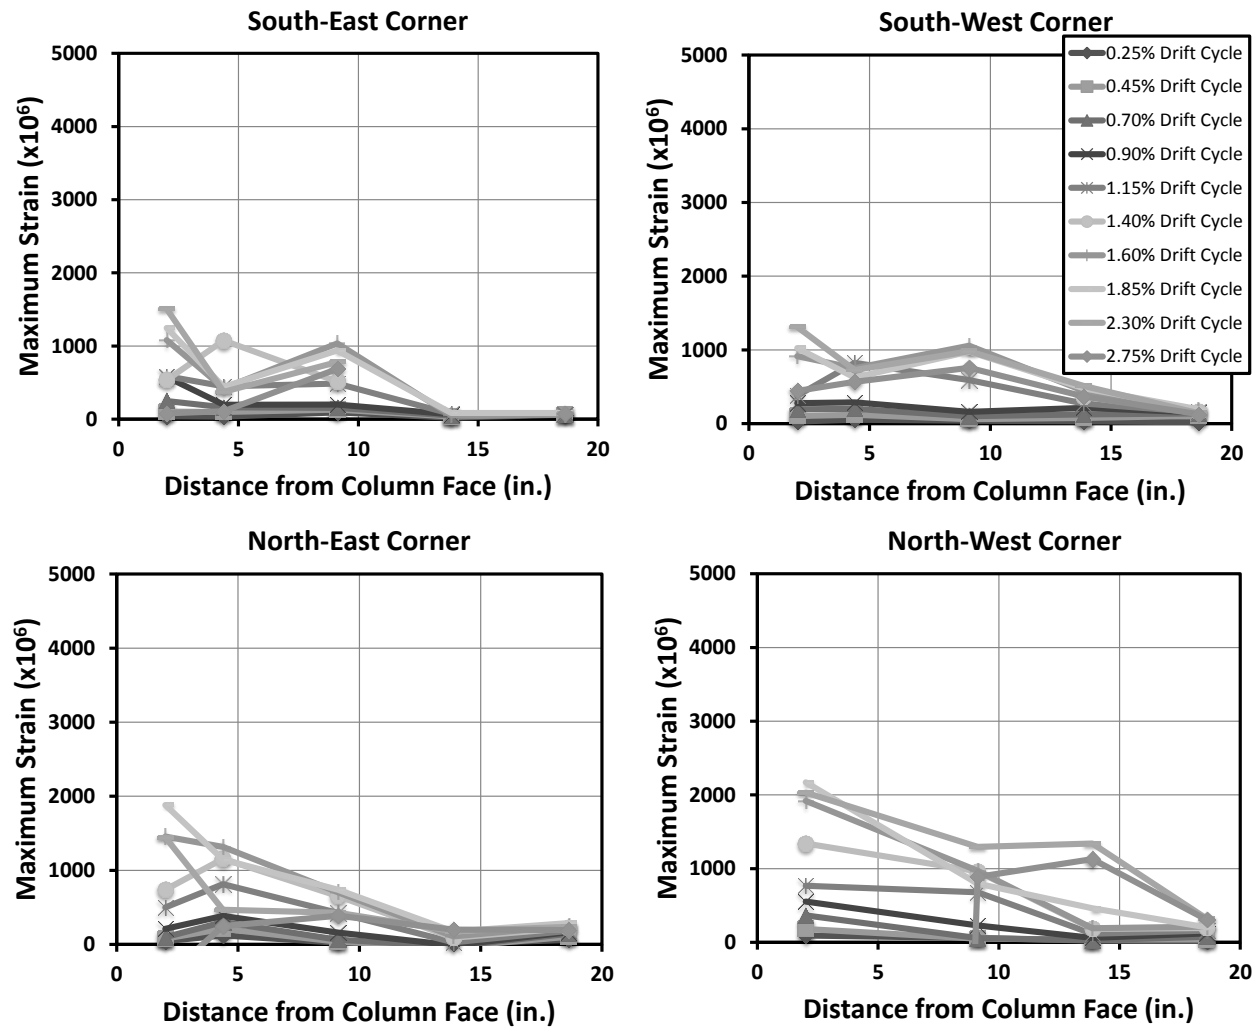 South-East Corner
5000
4000
3000
2000
1000
0
0 5 10 15 20
Maximum Strain (x10⁶)
Distance from Column Face (in.)
South-West Corner
5000
4000
3000
2000
1000
0
0 5 10 15 20
Maximum Strain (x10⁶)
Distance from Column Face (in.)
0.25% Drift Cycle
0.45% Drift Cycle
0.70% Drift Cycle
0.90% Drift Cycle
1.15% Drift Cycle
1.40% Drift Cycle
1.60% Drift Cycle
1.85% Drift Cycle
2.30% Drift Cycle
2.75% Drift Cycle
North-East Corner
5000
4000
3000
2000
1000
0
0 5 10 15 20
Maximum Strain (x10⁶)
Distance from Column Face (in.)
North-West Corner
5000
4000
3000
2000
1000
0
0 5 10 15 20
Maximum Strain (x10⁶)
Distance from Column Face (in.)